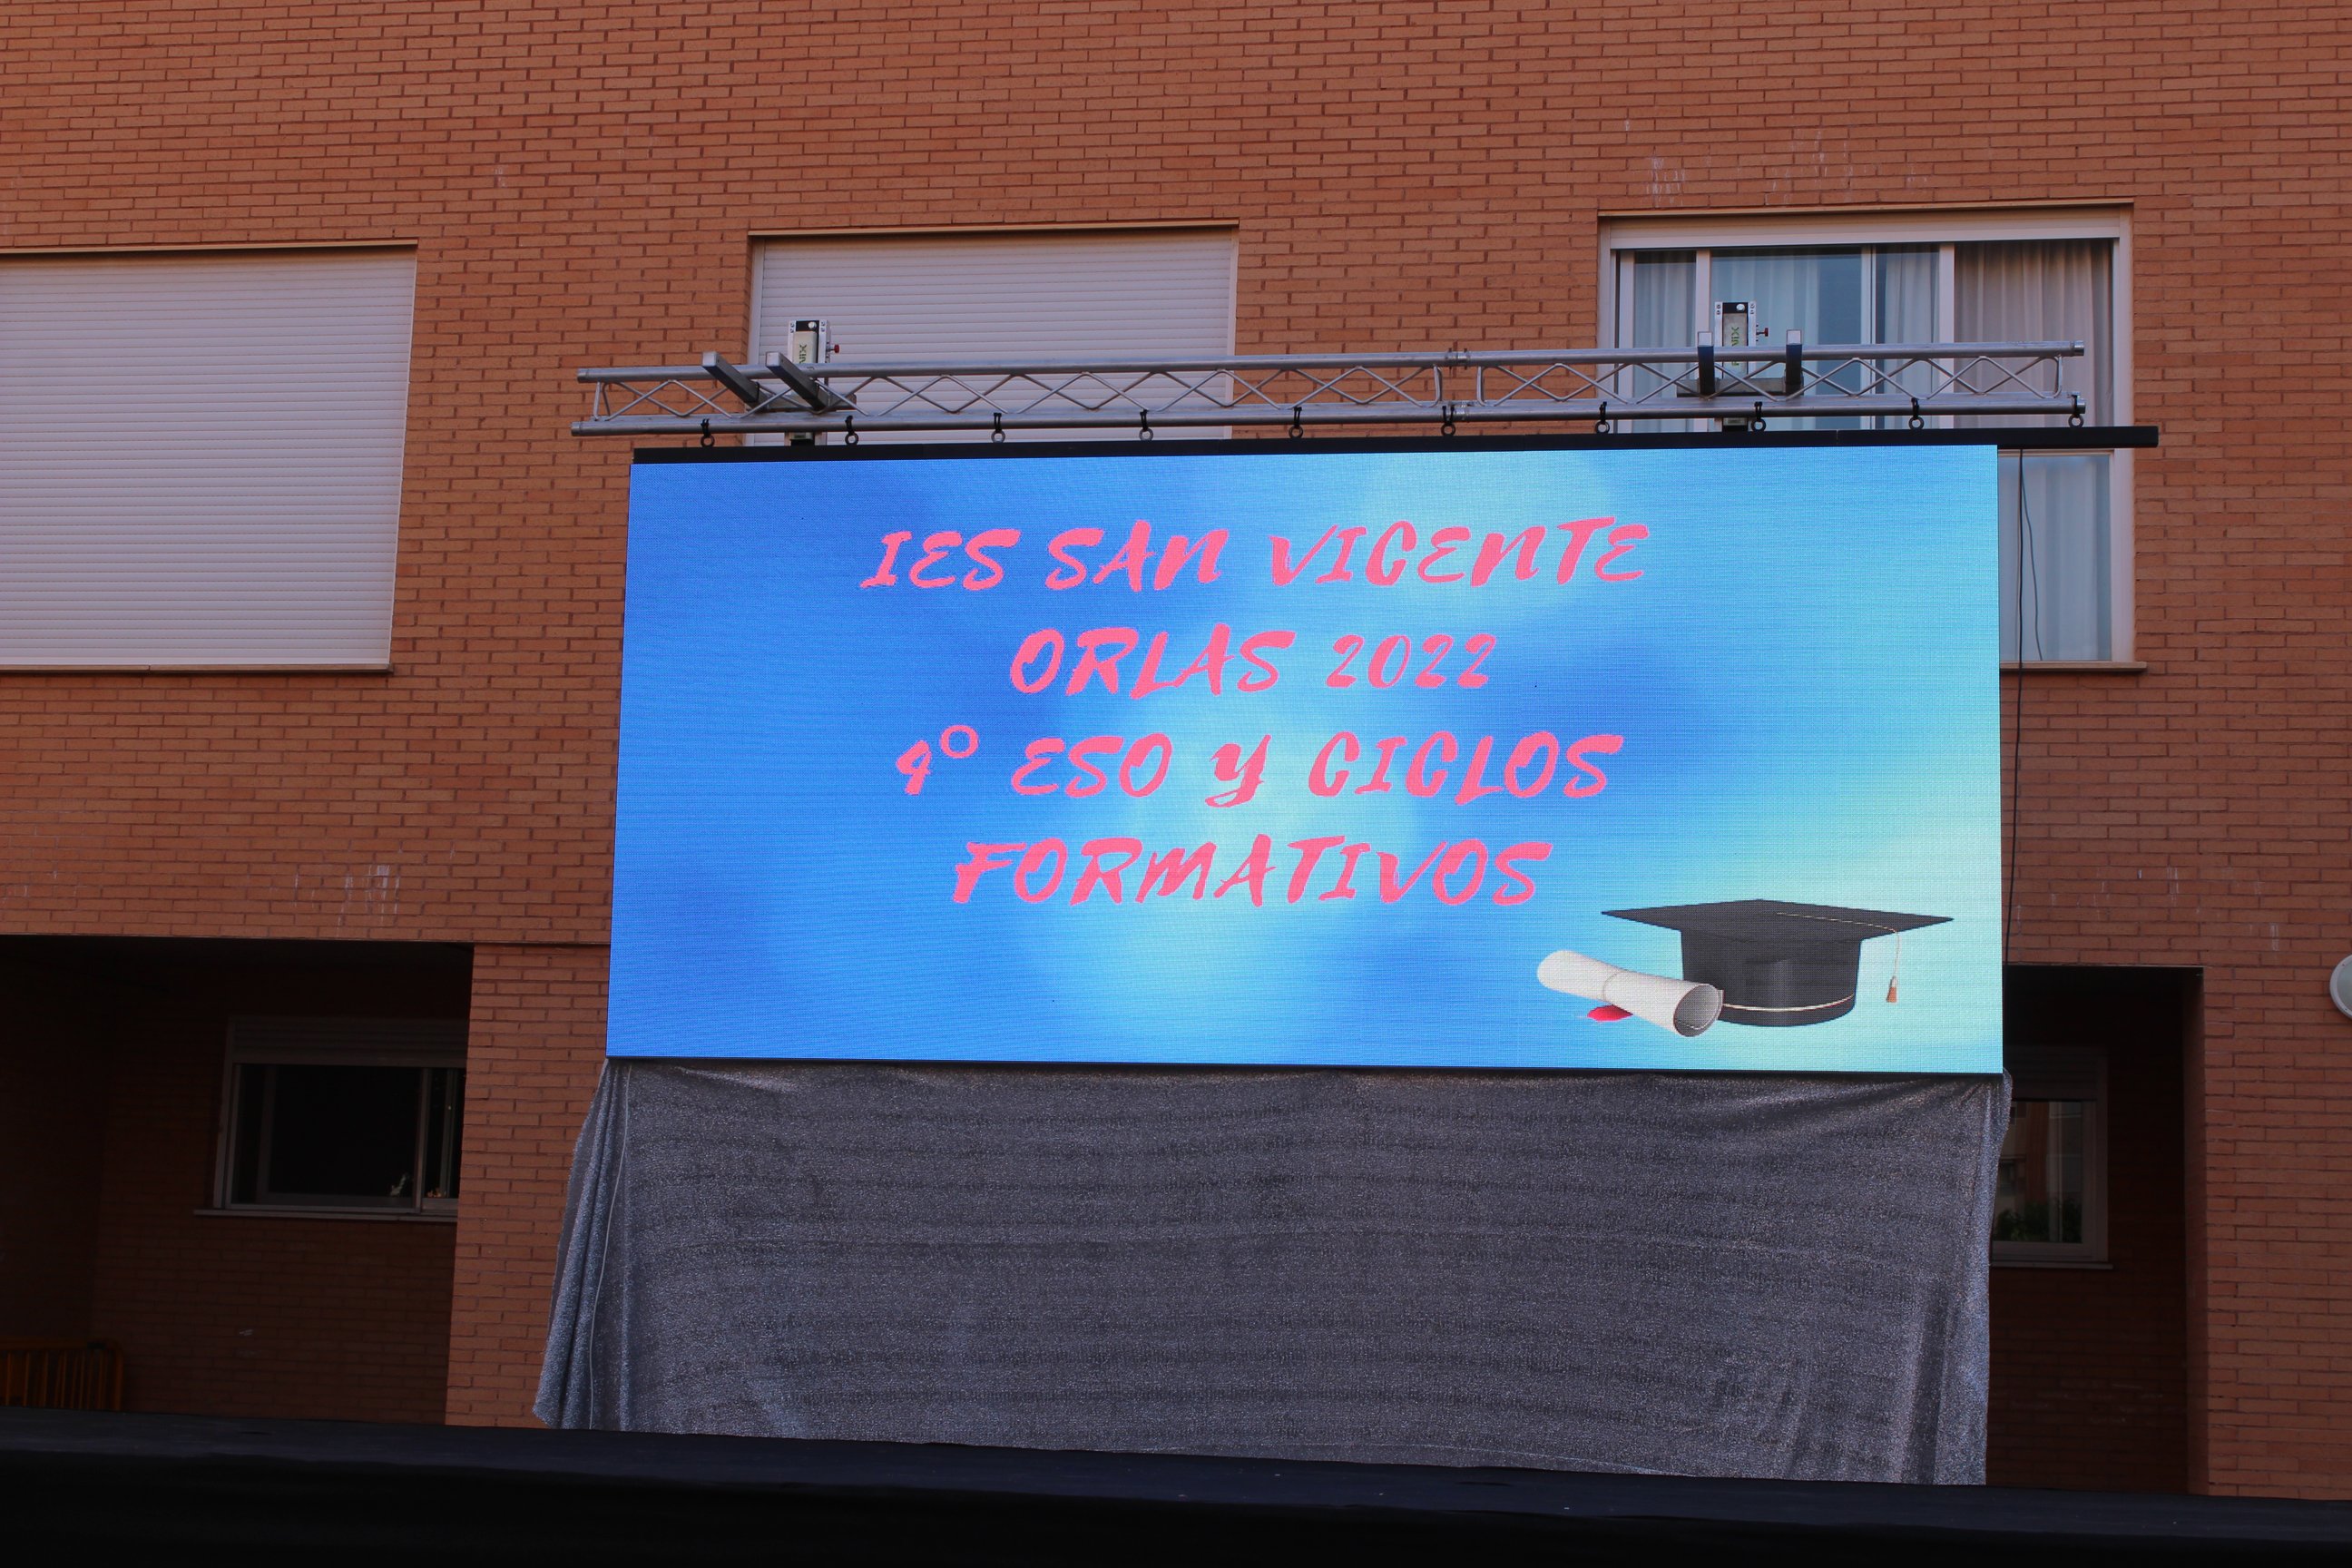 IES SAN VICENTE
ORLAS 2022
4º ESO Y CICLOS
FORMATIVOS